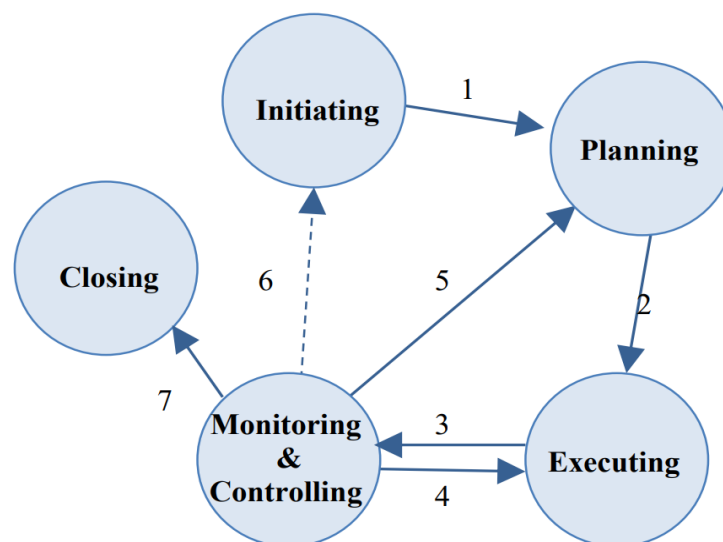 1
Initiating
Planning
Closing
6
5
2
7
Monitoring
&
Controlling
3
4
Executing